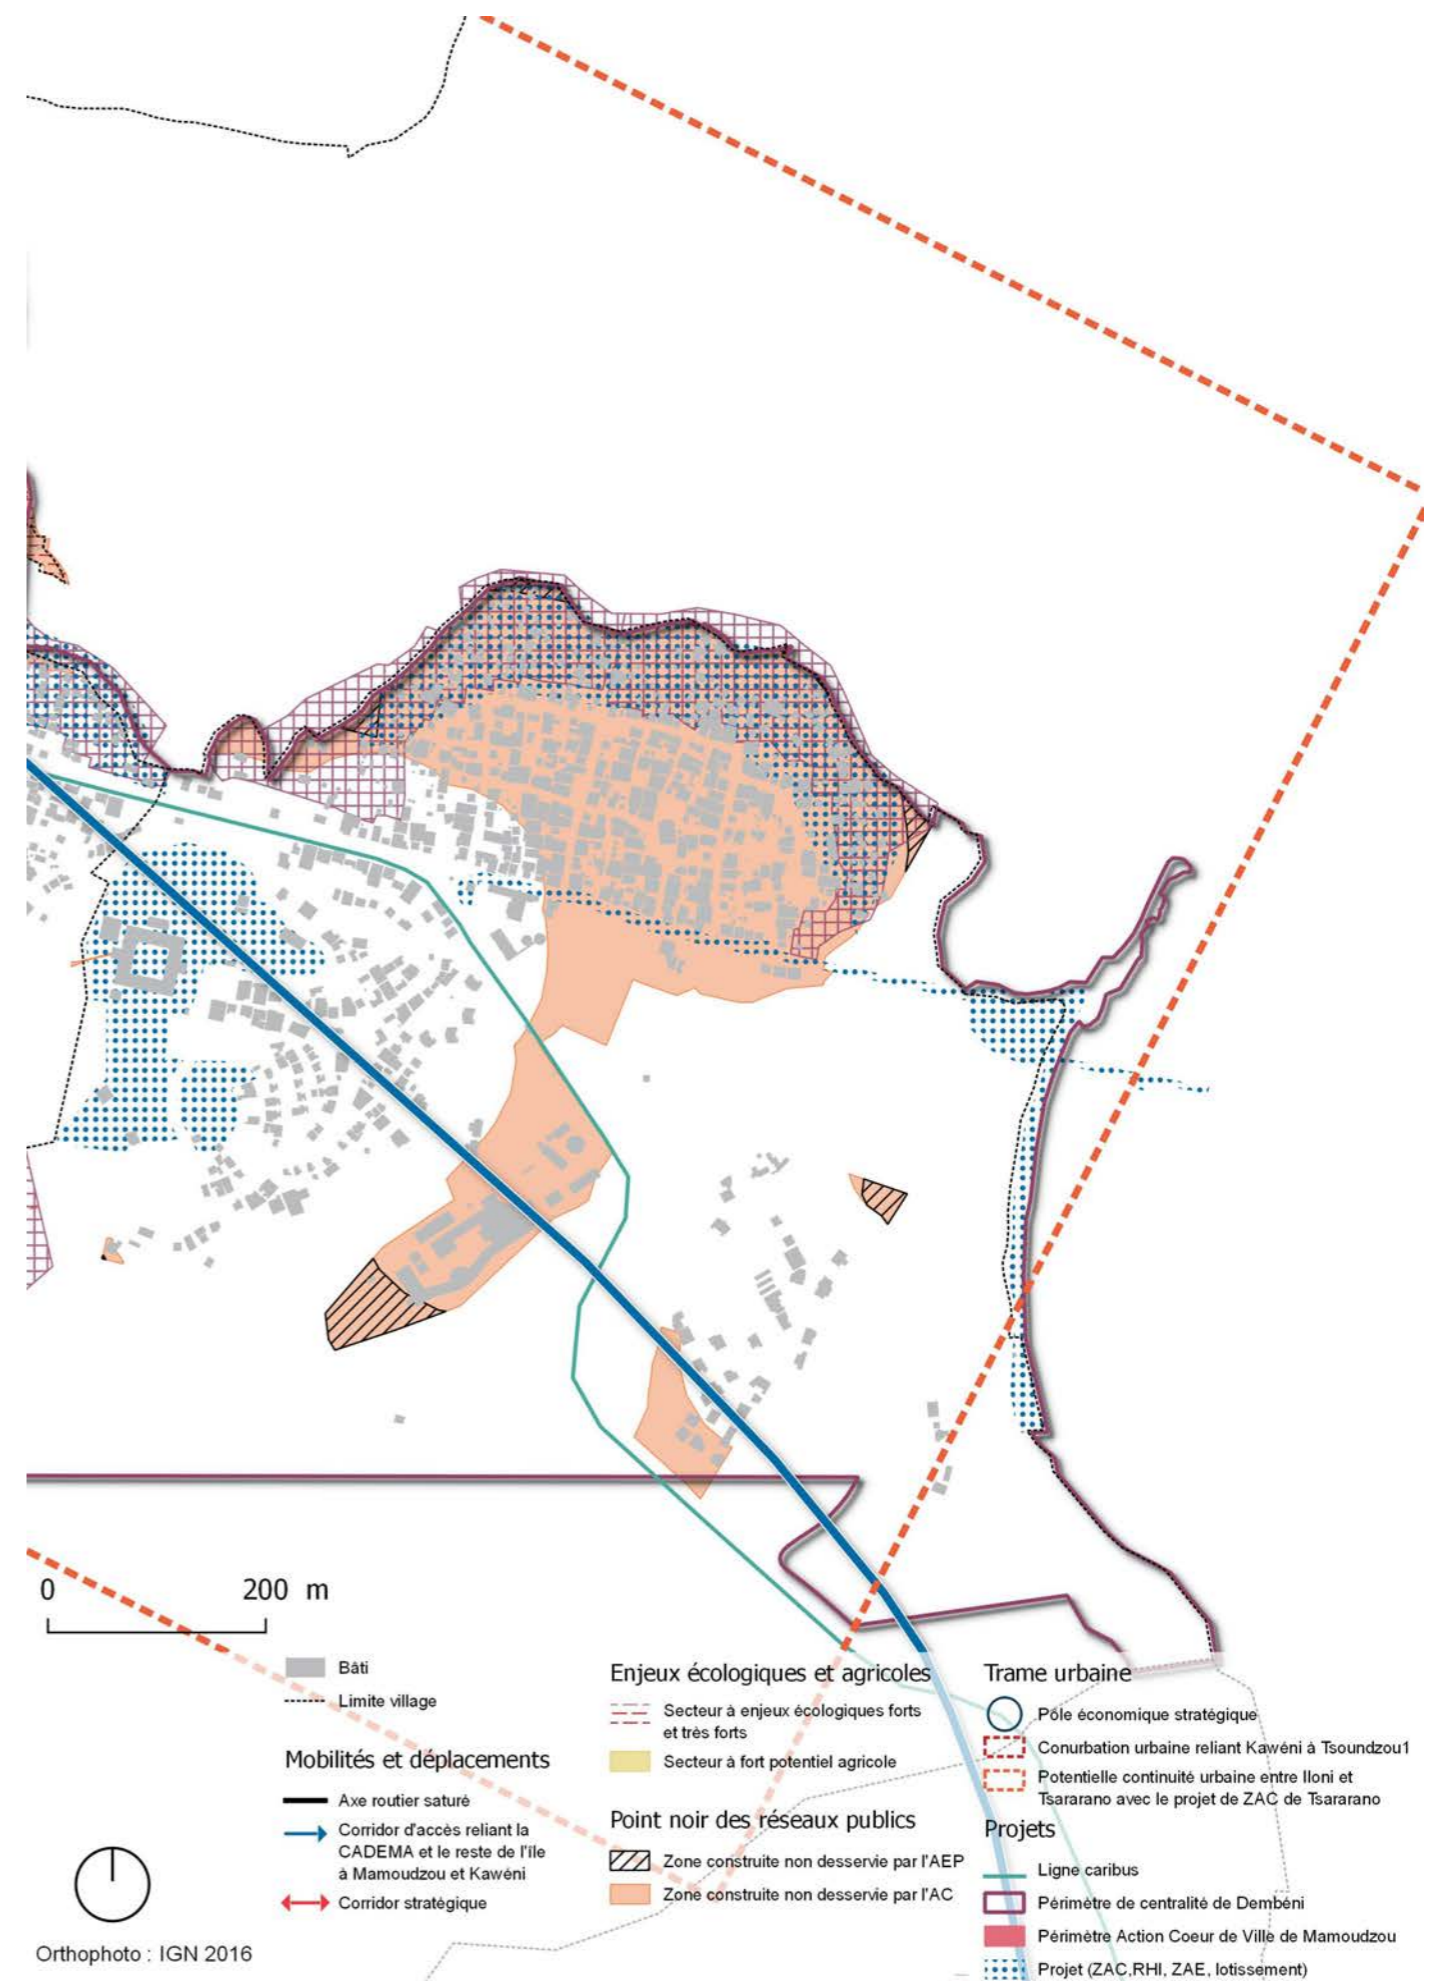 0 200 m
Bâti
Limite village
Mobilités et déplacements
Axe routier saturé
Corridor d'accès reliant la
CADEMA et le reste de l'île
à Mamoudzou et Kawéni
Corridor stratégique
Orthophoto : IGN 2016
Enjeux écologiques et agricoles
Secteur à enjeux écologiques forts
et très forts
Secteur à fort potentiel agricole
Point noir des réseaux publics
Zone construite non desservie par l'AEP
Zone construite non desservie par l'AC
Trame urbaine
Pôle économique stratégique
Conurbation urbaine reliant Kawéni à Tsoundzou1
Potentielle continuité urbaine entre Iloni et
Tsararano avec le projet de ZAC de Tsararano
Projets
Ligne caribus
Périmètre de centralité de Dembéni
Périmètre Action Coeur de Ville de Mamoudzou
Projet (ZAC,RHI, ZAE, lotissement)